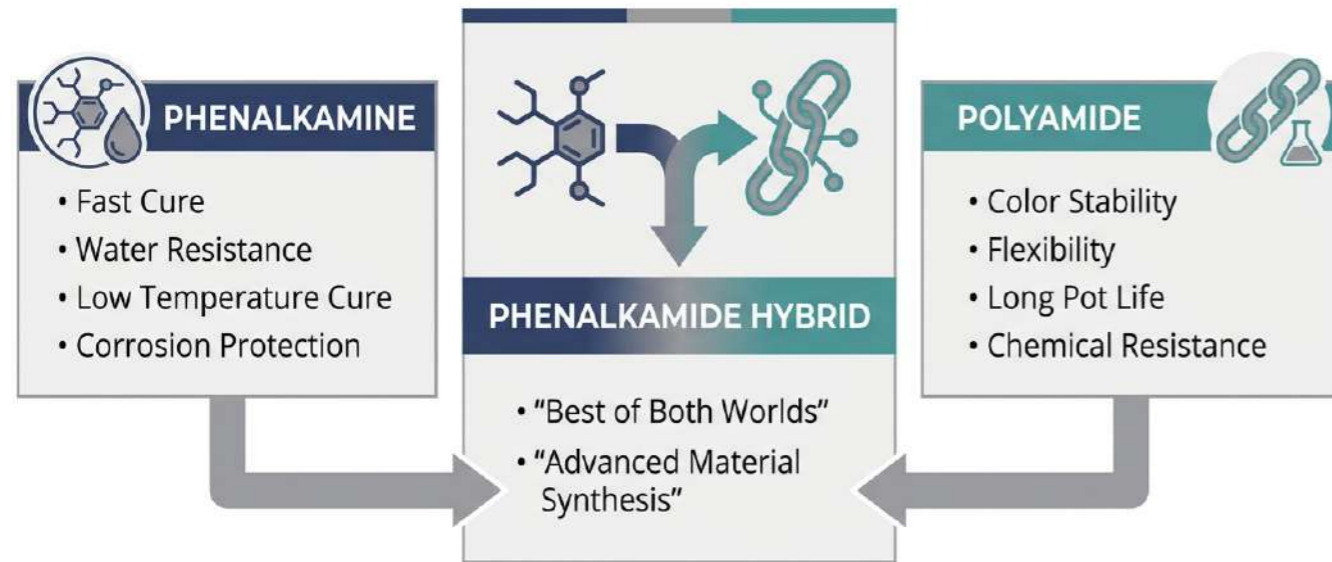 PHENALKAMINE
• Fast Cure
• Water Resistance
• Low Temperature Cure
• Corrosion Protection
PHENALKAMIDE HYBRID
• “Best of Both Worlds”
• “Advanced Material
Synthesis”
POLYAMIDE
• Color Stability
• Flexibility
• Long Pot Life
• Chemical Resistance